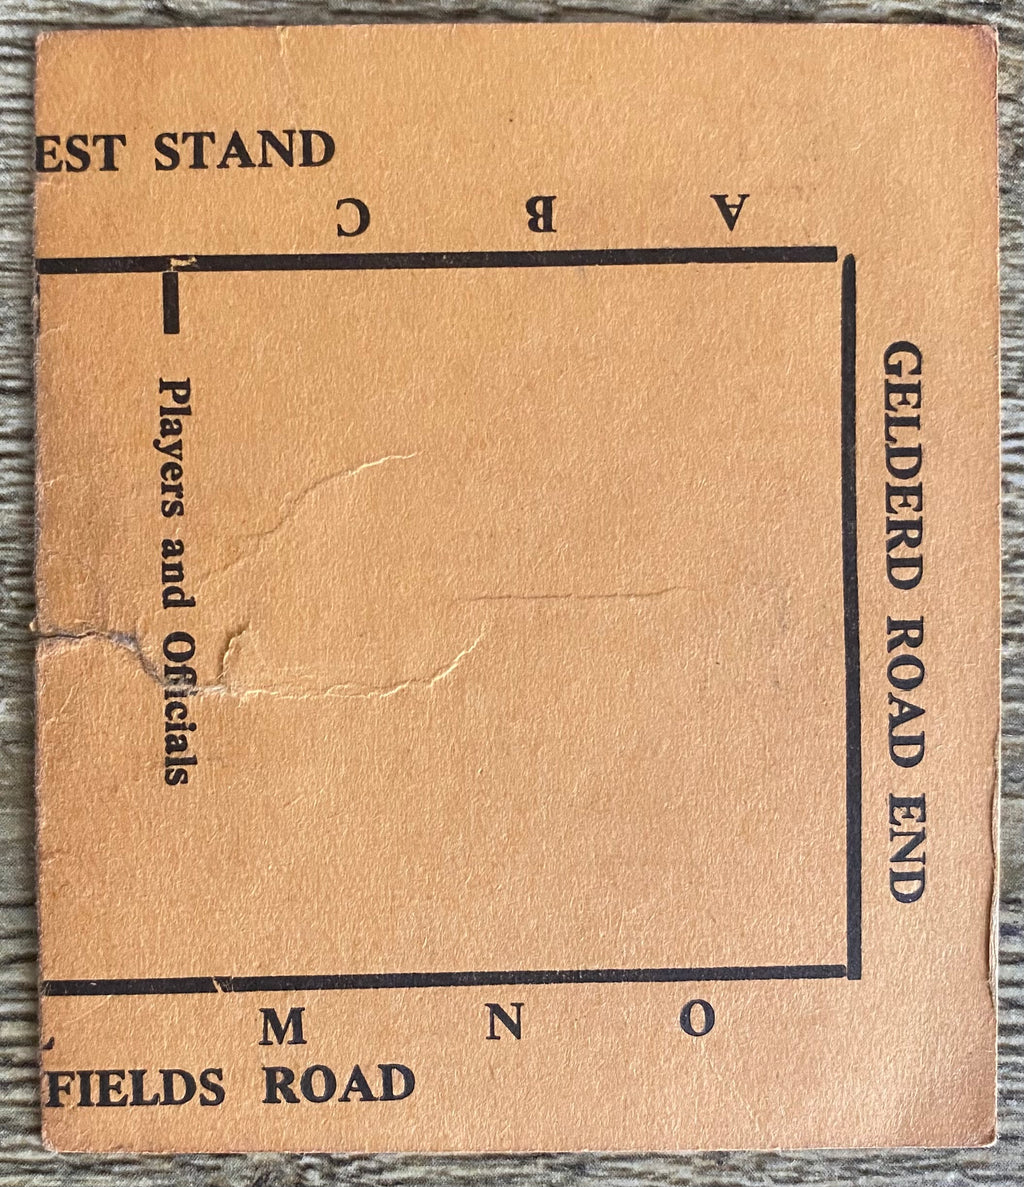 EST STAND
C B A
GELDERD ROAD END
Players and Officials
M N O
FIELDS ROAD